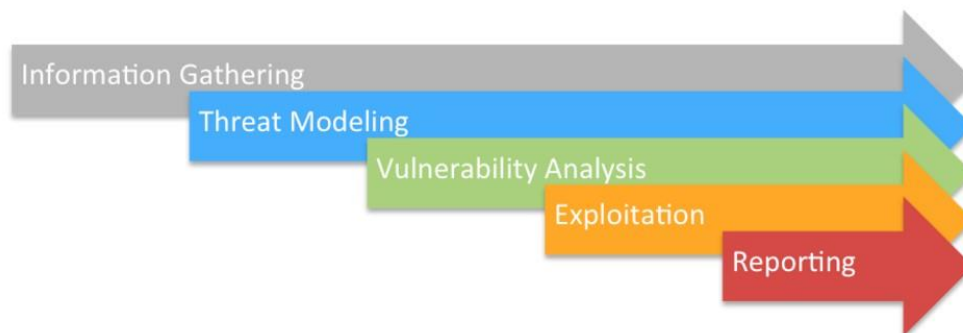 Information Gathering
Threat Modeling
Vulnerability Analysis
Exploitation
Reporting